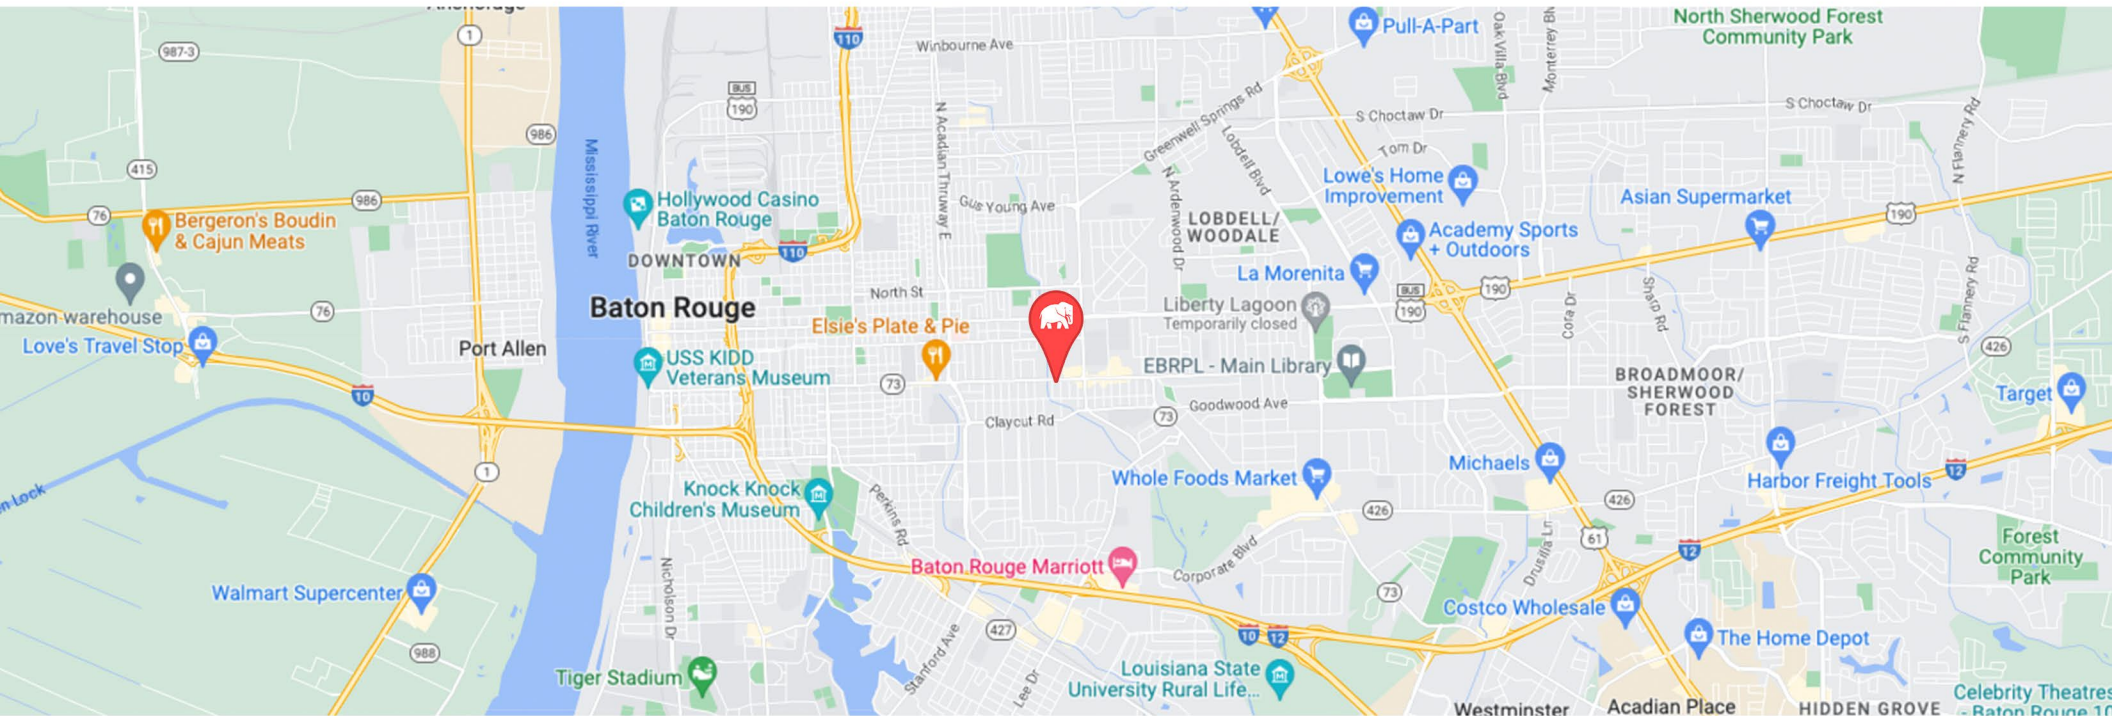 Anchorage
1
987-3
110
Winbourne Ave
Pull-A-Part
Oak Villa Blvd
North Sherwood Forest
Community Park
BUS
190
986
415
Mississippi River
N Acadian Thruway E
Greenwell Springs Rd
S Choctaw Dr
S Choctaw Dr
N Flannery Rd
Tom Dr
Lobdell Blvd
N Ardenwood Dr
986
76
Bergeron's Boudin
& Cajun Meats
Hollywood Casino
Baton Rouge
Gus Young Ave
LOBDELL/
WOODALE
Lowe's Home
Improvement
Academy Sports
+ Outdoors
Asian Supermarket
190
DOWNTOWN
110
La Morenita
BUS
190
190
North St
Baton Rouge
Liberty Lagoon
Temporarily closed
Cora Dr
Sharp Rd
S Flannery Rd
mazon warehouse
76
Love's Travel Stop
Port Allen
Elsie's Plate & Pie
USS KIDD
Veterans Museum
73
EBRPL - Main Library
426
BROADMOOR/
SHERWOOD
FOREST
Target
10
Claycut Rd
73
Goodwood Ave
1
n Lock
Knock Knock
Children's Museum
Perkins Rd
Whole Foods Market
426
Michaels
426
Harbor Freight Tools
12
61
12
Drusilla Ln
Forest
Community
Park
Nicholson Dr
Baton Rouge Marriott
Corporate Blvd
Walmart Supercenter
73
Costco Wholesale
427
10
12
The Home Depot
988
Stanford Ave
Lee Dr
Tiger Stadium
Louisiana State
University Rural Life...
Westminster
Acadian Place
HIDDEN GROVE
Celebrity Theatres
- Baton Rouge 10